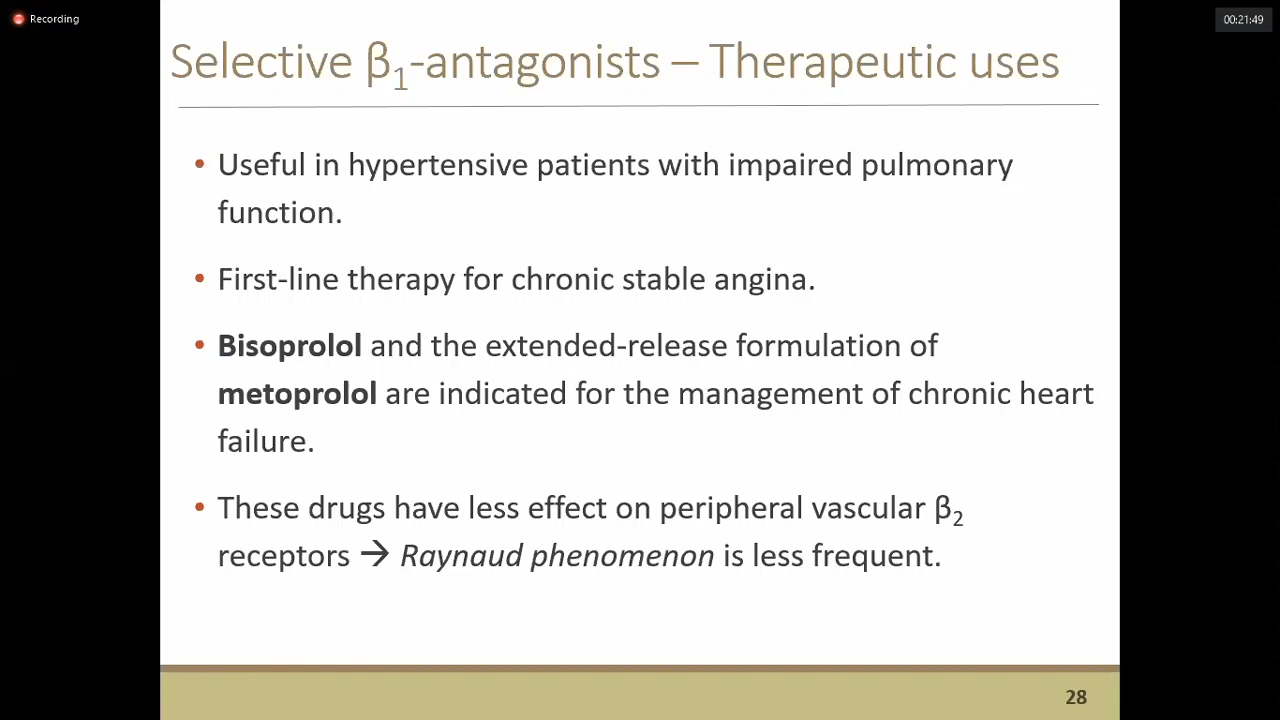 Recording
00:21:49
Selective β₁-antagonists – Therapeutic uses
• Useful in hypertensive patients with impaired pulmonary
function.
• First-line therapy for chronic stable angina.
• Bisoprolol and the extended-release formulation of
metoprolol are indicated for the management of chronic heart
failure.
• These drugs have less effect on peripheral vascular β₂
receptors → Raynaud phenomenon is less frequent.
28